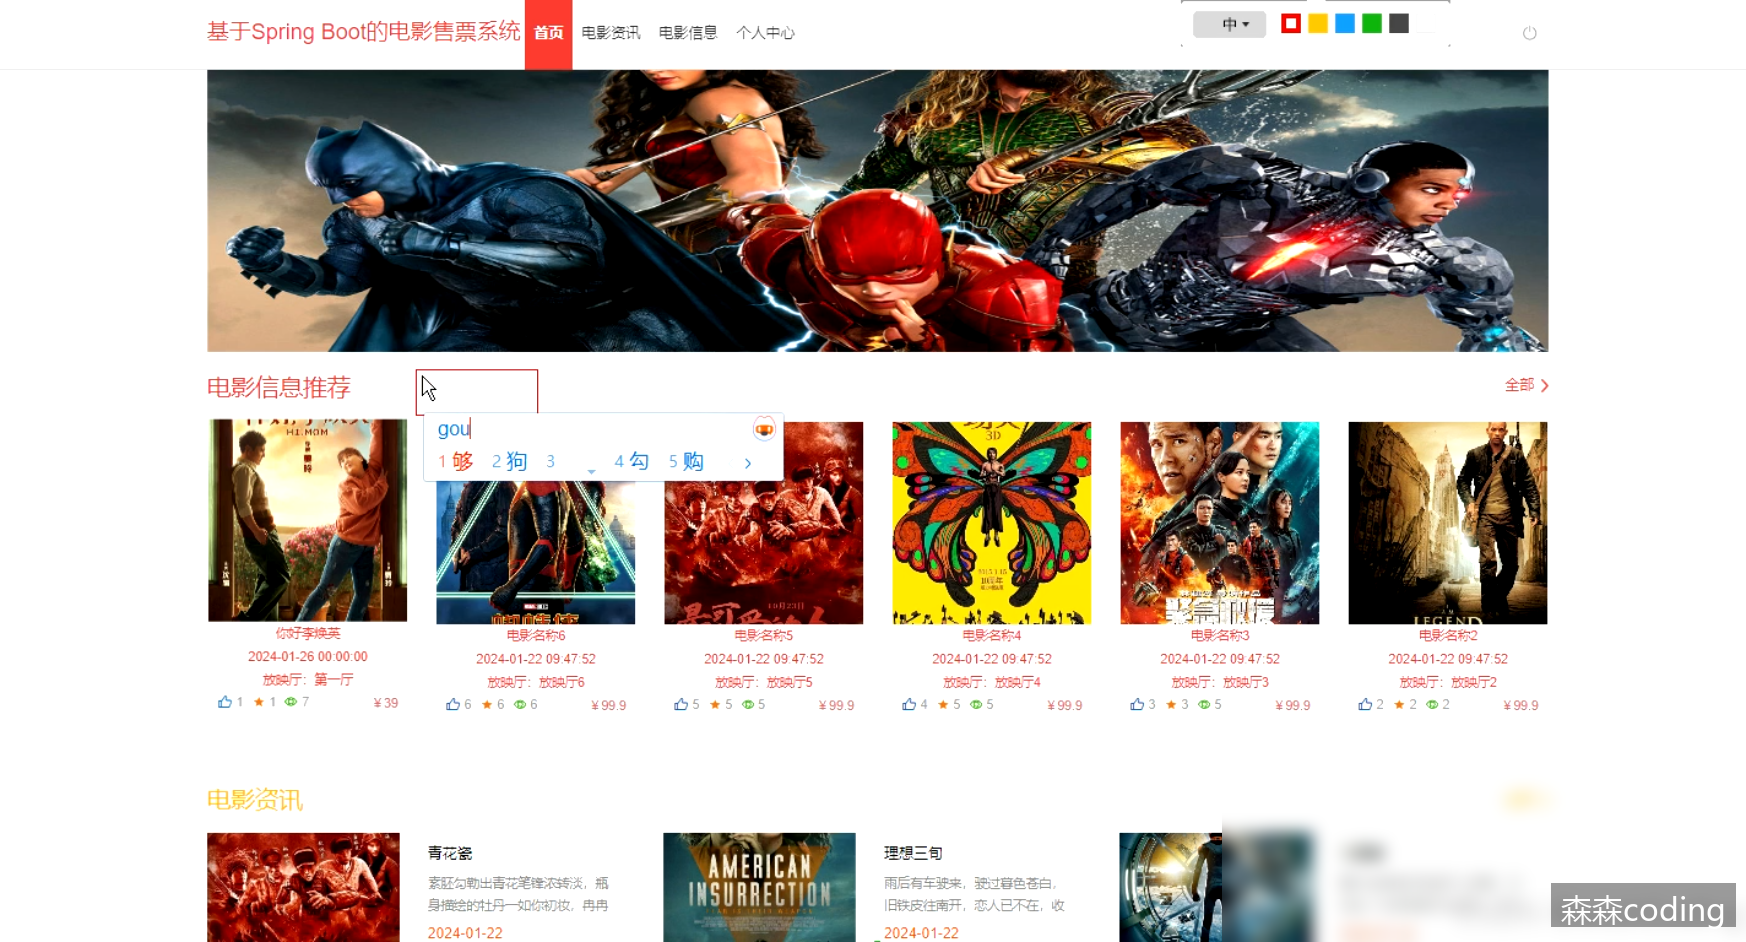 基于Spring Boot的电影售票系统 首页 电影资讯 电影信息 个人中心 中
电影信息推荐 全部
gou
1 够 2 狗 3 4 勾 5 购
HI, MOM
3D
10月23日
LEGEND
你好李焕英
2024-01-26 00:00:00
放映厅：第一厅
1 1 7 ¥39
电影名称6
2024-01-22 09:47:52
放映厅：放映厅6
6 6 6 ¥99.9
电影名称5
2024-01-22 09:47:52
放映厅：放映厅5
5 5 5 ¥99.9
电影名称4
2024-01-22 09:47:52
放映厅：放映厅4
4 5 5 ¥99.9
电影名称3
2024-01-22 09:47:52
放映厅：放映厅3
3 3 5 ¥99.9
电影名称2
2024-01-22 09:47:52
放映厅：放映厅2
2 2 2 ¥99.9
电影资讯
青花瓷
素胚勾勒出青花笔锋浓转淡，瓶
身描绘的牡丹一如你初妆，冉冉
2024-01-22
AMERICAN
INSURRECTION
理想三旬
雨后有车驶来，驶过暮色苍白，
旧铁皮往南开，恋人已不在，收
2024-01-22
森森coding